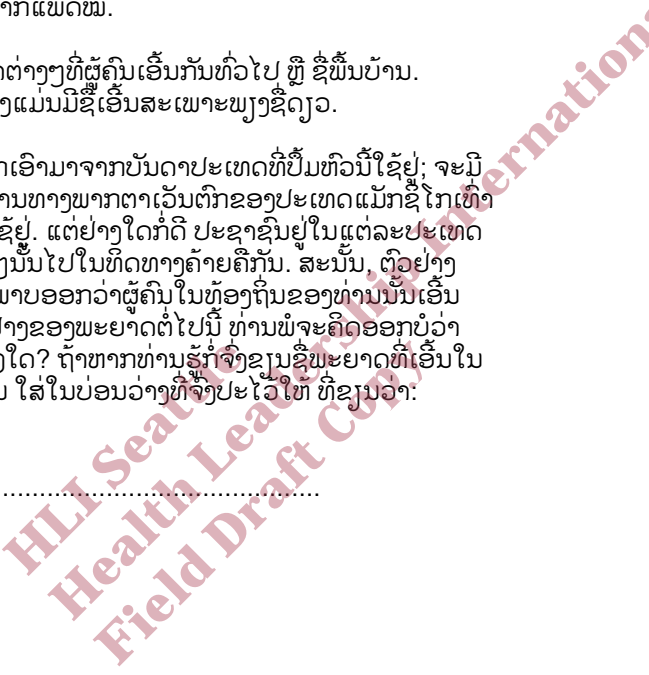 າກແພດໝໍ.
າຕ່າງໆທີ່ຜູ້ຄົນເອີ້ນກັນທົ່ວໄປ ຫຼື ຊື່ພື້ນບ້ານ.
ງແມ່ນມີຊື່ເອີ້ນສະເພາະພຽງຊື່ດຽວ.
ກເອົາມາຈາກບັນດາປະເທດທີ່ປຶ້ມຫົວນີ້ໃຊ້ຢູ່; ຈະມີ
ານທາງພາກຕາເວັນຕົກຂອງປະເທດແມັກຊິໂກເທົ່າ
ຊ້ຢູ່. ແຕ່ຢ່າງໃດກໍ່ດີ ປະຊາຊົນຢູ່ໃນແຕ່ລະປະເທດ
ງນັ້ນໄປໃນທິດທາງຄ້າຍຄືກັນ. ສະນັ້ນ, ຕົວຢ່າງ
ພາບອອກວ່າຜູ້ຄົນໃນທ້ອງຖິ່ນຂອງທ່ານນັ້ນເອີ້ນ
ຢ່າງຂອງພະຍາດຕໍ່ໄປນີ້ ທ່ານພໍຈະຄິດອອກບໍ່ວ່າ
ງໃດ? ຖ້າຫາກທ່ານຮູ້ກໍ່ຈົ່ງຂຽນຊື່ພະຍາດທີ່ເອີ້ນໃນ
ນ ໃສ່ໃນບ່ອນວ່າງທີ່ຈົ່ງປະໄວ້ໃຫ້ ທີ່ຂຽນວ່າ:
..........................................
HLI Seattle
Health Leadership International
Field Draft Copy